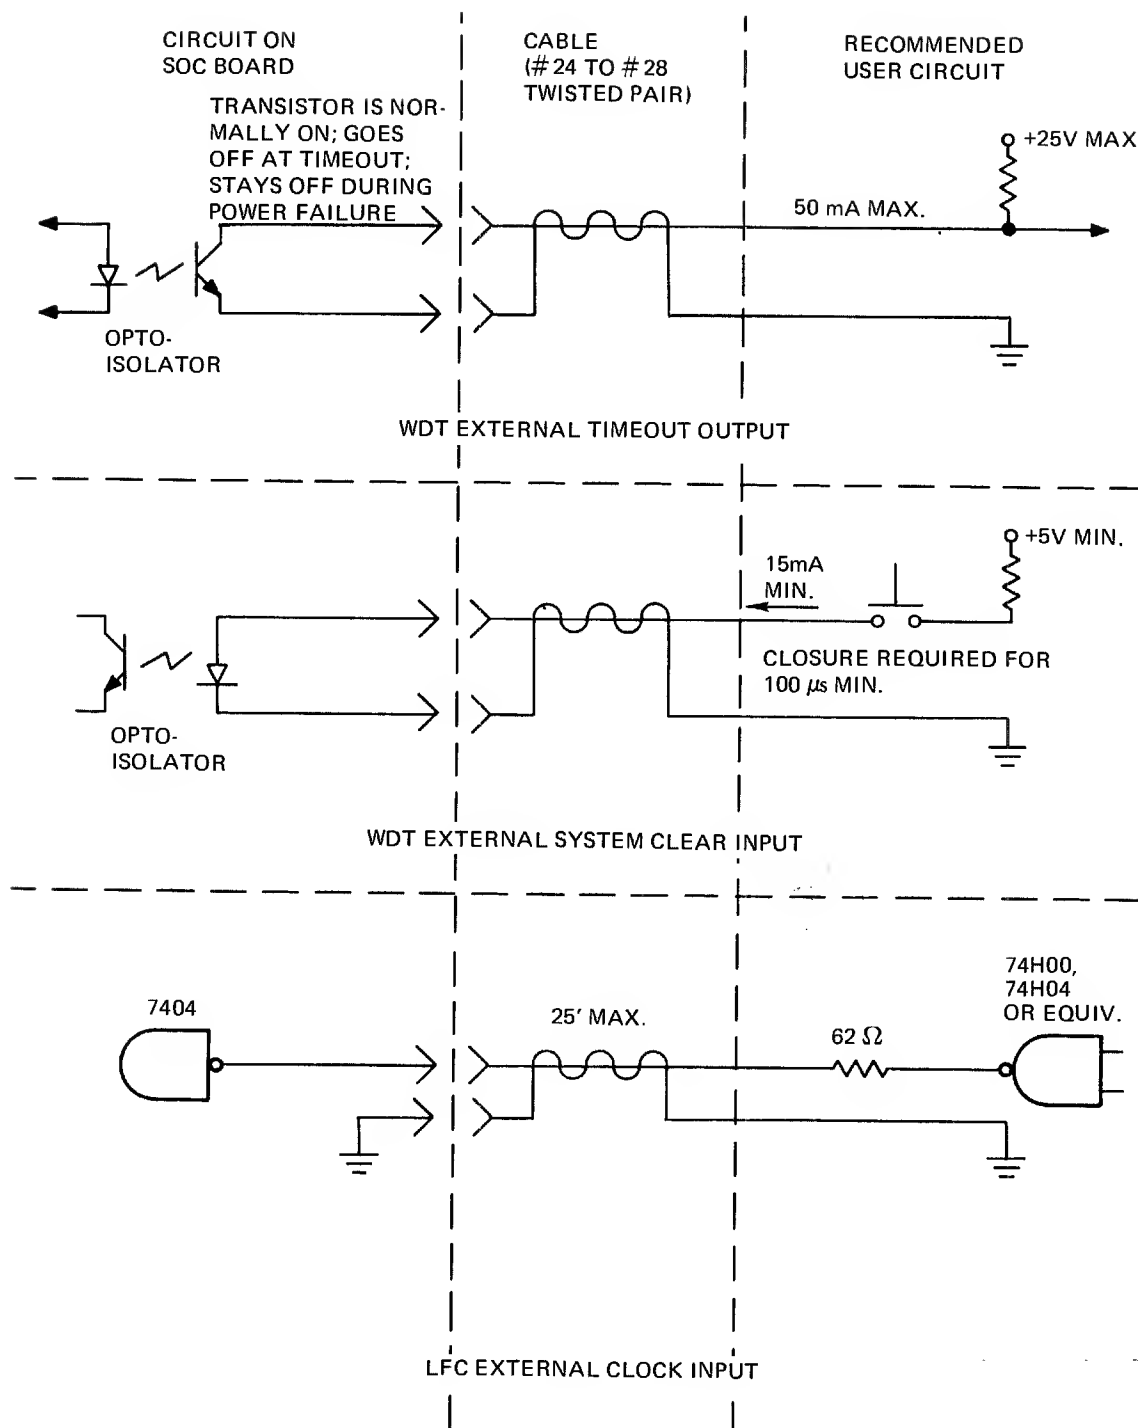 CIRCUIT ON
SOC BOARD
CABLE
(#24 TO #28
TWISTED PAIR)
RECOMMENDED
USER CIRCUIT
TRANSISTOR IS NOR-
MALLY ON; GOES
OFF AT TIMEOUT;
STAYS OFF DURING
POWER FAILURE
+25V MAX
50 mA MAX.
OPTO-
ISOLATOR
WDT EXTERNAL TIMEOUT OUTPUT
+5V MIN.
15mA
MIN.
CLOSURE REQUIRED FOR
100 μs MIN.
OPTO-
ISOLATOR
WDT EXTERNAL SYSTEM CLEAR INPUT
7404
25' MAX.
62 Ω
74H00,
74H04
OR EQUIV.
LFC EXTERNAL CLOCK INPUT